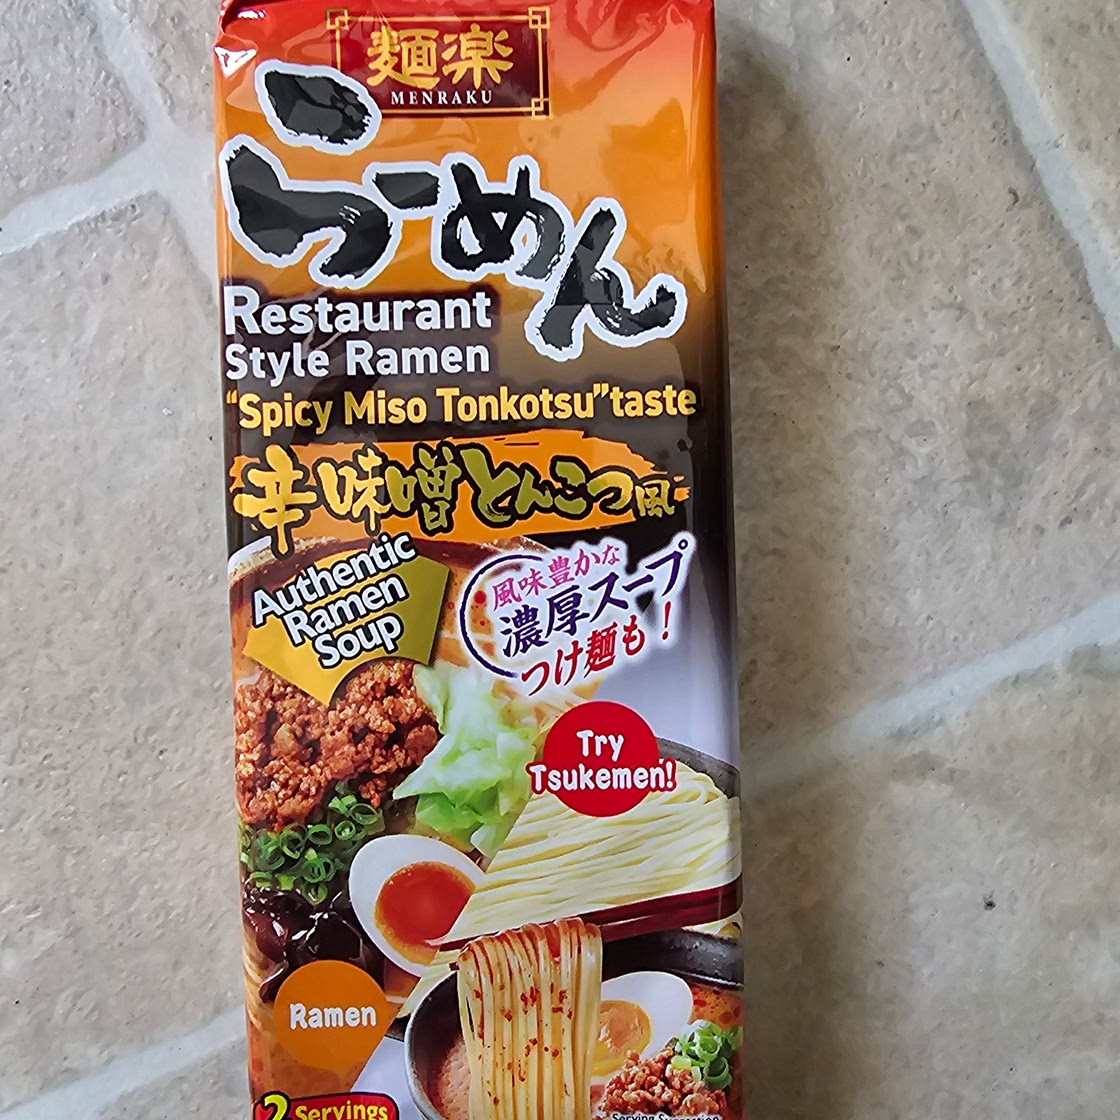 麺楽
MENRAKU
らーめん
Restaurant
Style Ramen
"Spicy Miso Tonkotsu" taste
辛味噌とんこつ風
Authentic
Ramen
Soup
風味豊かな
濃厚スープ
つけ麺も!
Try
Tsukemen!
Ramen
2 Servings
Serving Suggestion